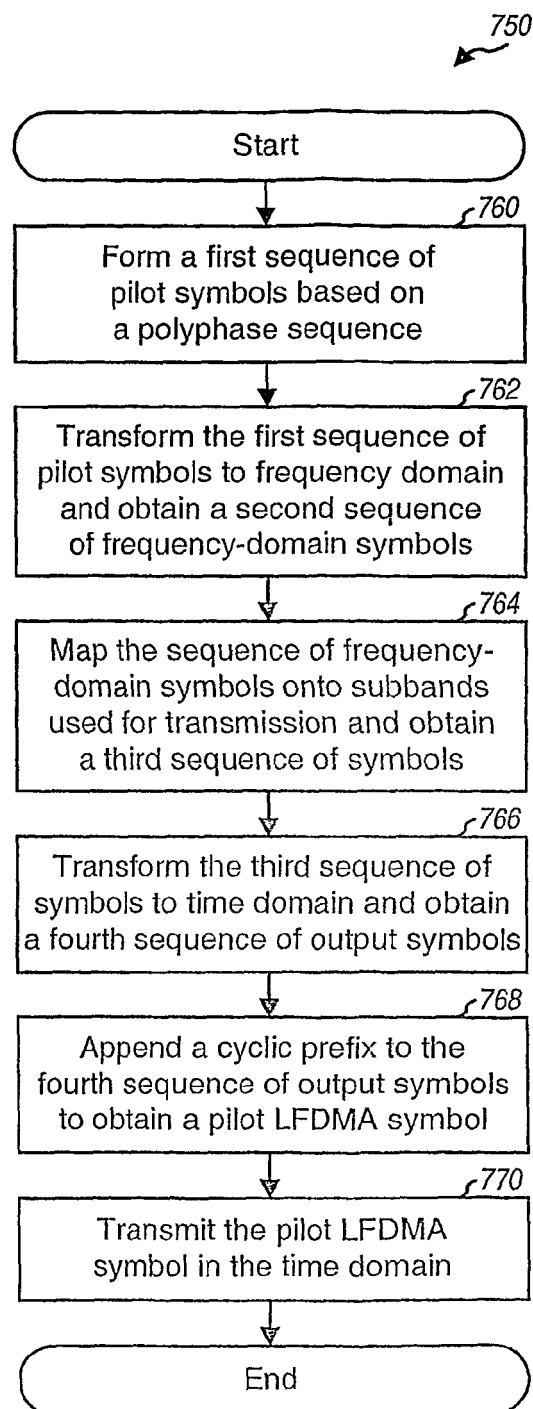 750
Start
760
Form a first sequence of
pilot symbols based on
a polyphase sequence
762
Transform the first sequence of
pilot symbols to frequency domain
and obtain a second sequence
of frequency-domain symbols
764
Map the sequence of frequency-
domain symbols onto subbands
used for transmission and obtain
a third sequence of symbols
766
Transform the third sequence of
symbols to time domain and obtain
a fourth sequence of output symbols
768
Append a cyclic prefix to the
fourth sequence of output symbols
to obtain a pilot LFDMA symbol
770
Transmit the pilot LFDMA
symbol in the time domain
End